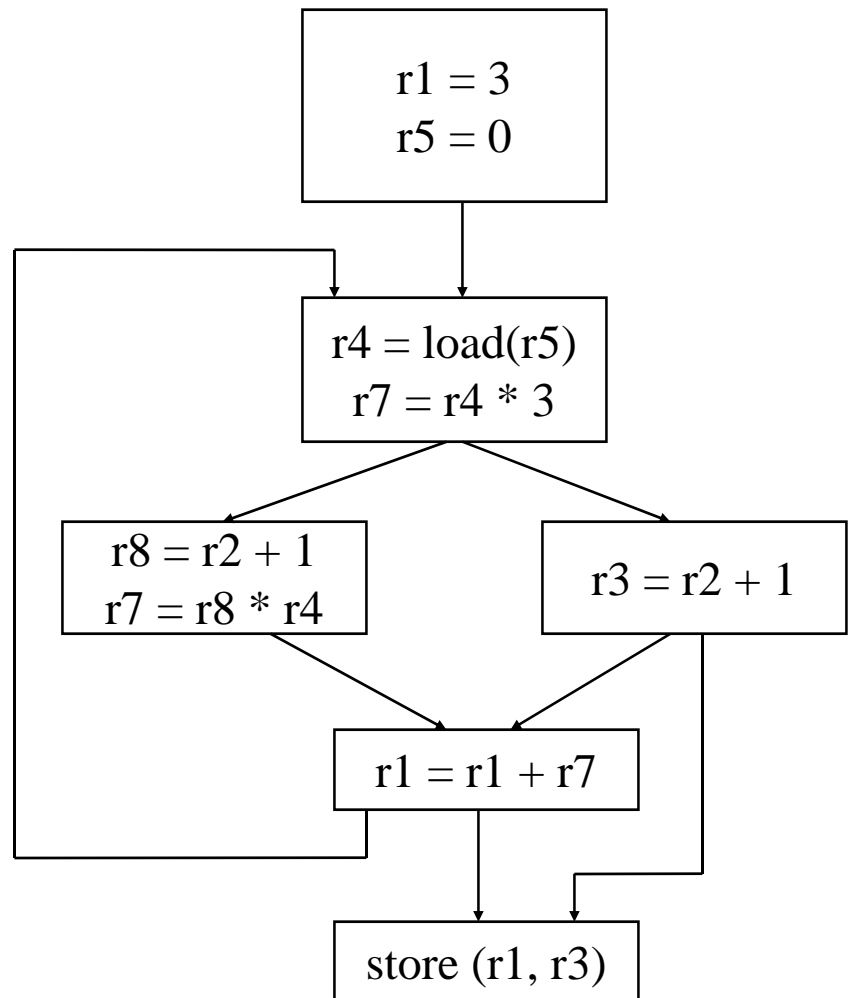 r1 = 3
r5 = 0
r4 = load(r5)
r7 = r4 * 3
r8 = r2 + 1
r7 = r8 * r4
r3 = r2 + 1
r1 = r1 + r7
store (r1, r3)